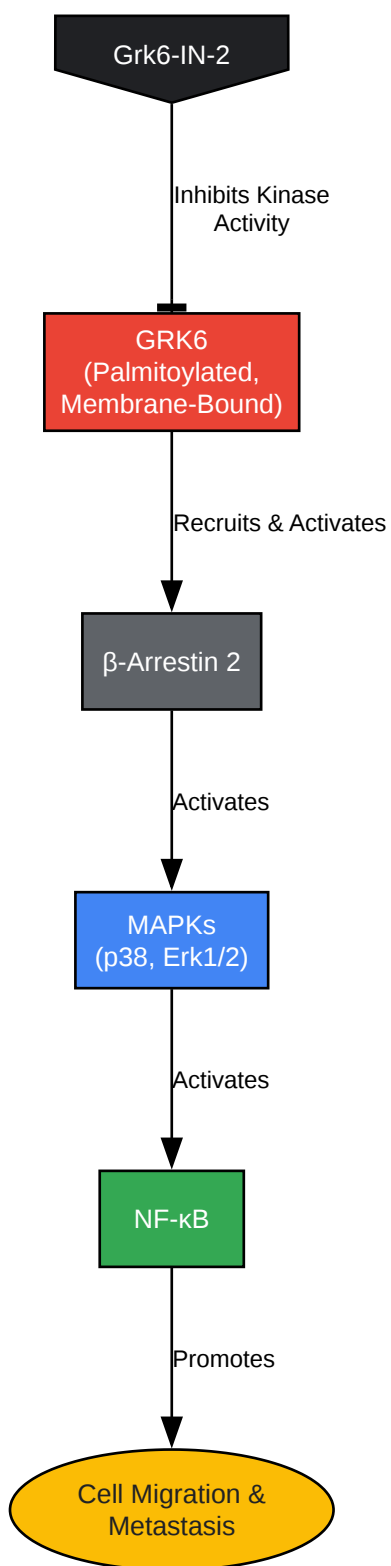 Grk6-IN-2
Inhibits Kinase
Activity
GRK6
(Palmitoylated,
Membrane-Bound)
Recruits & Activates
β-Arrestin 2
Activates
MAPKs
(p38, Erk1/2)
Activates
NF-κB
Promotes
Cell Migration &
Metastasis